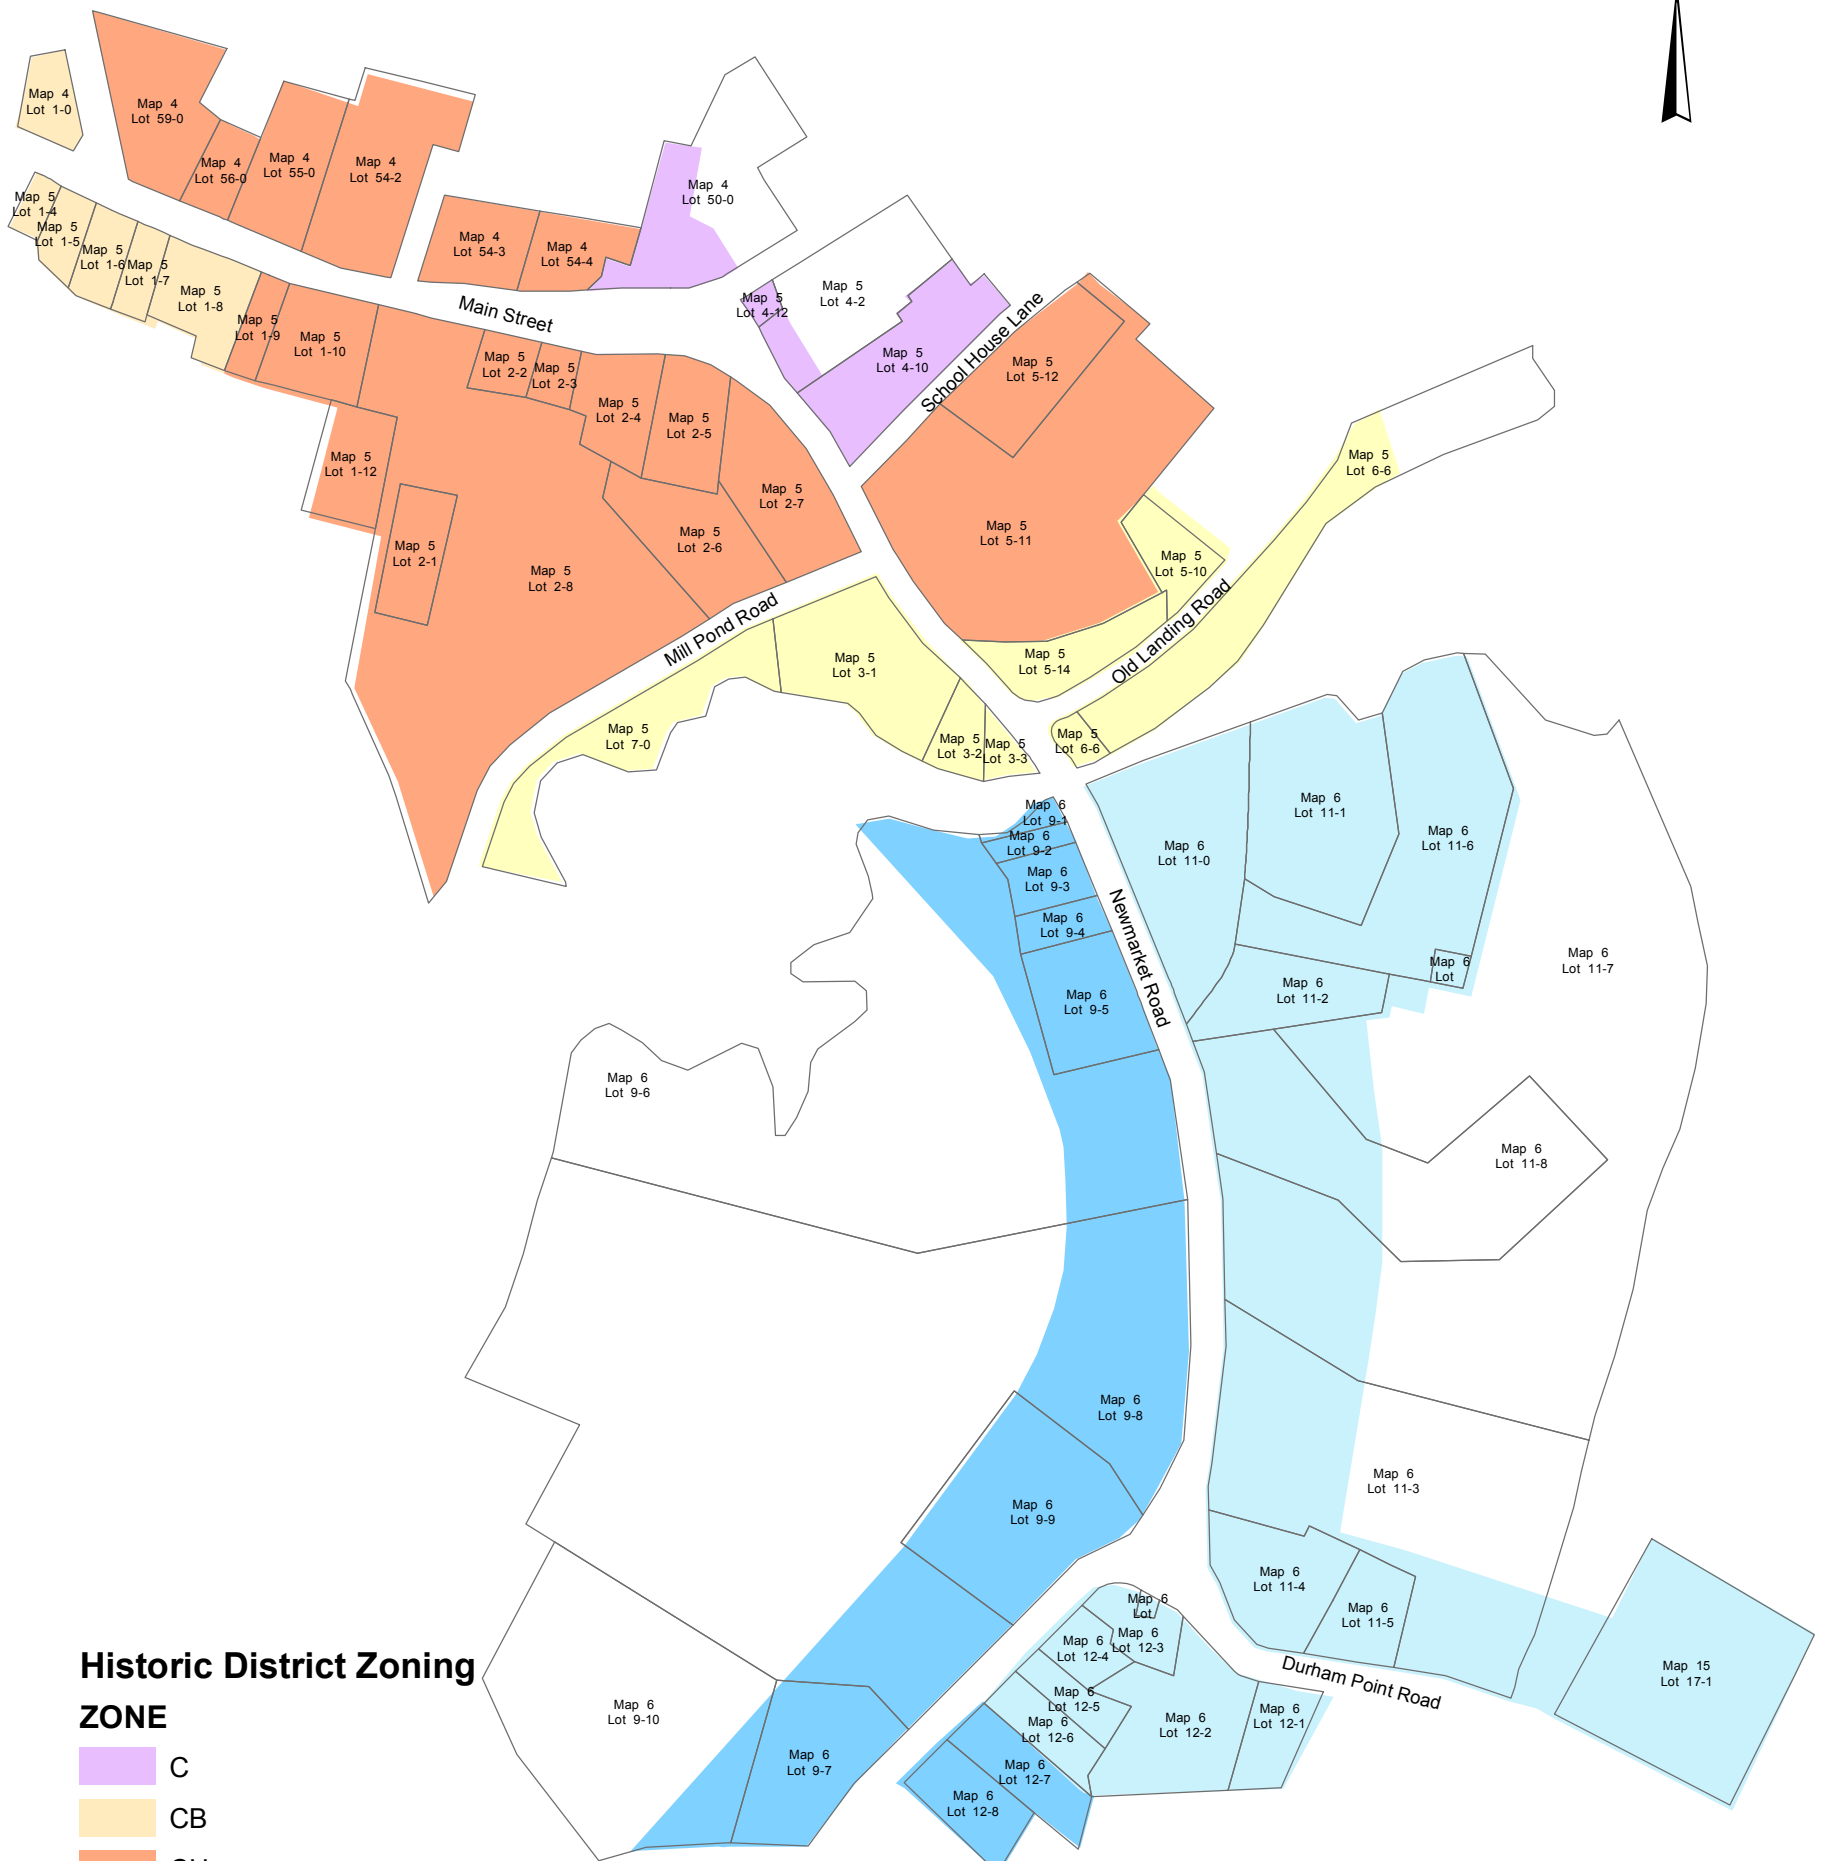 Map 4
Lot 1-0
Map 4
Lot 59-0
Map 4
Lot 56-0
Map 4
Lot 55-0
Map 4
Lot 54-2
Map 4
Lot 54-3
Map 4
Lot 54-4
Map 4
Lot 50-0
Map 5
Lot 1-4
Map 5
Lot 1-5
Map 5
Lot 1-6
Map 5
Lot 1-7
Map 5
Lot 1-8
Map 5
Lot 1-9
Map 5
Lot 1-10
Main Street
Map 5
Lot 4-12
Map 5
Lot 4-2
Map 5
Lot 4-10
School House Lane
Map 5
Lot 5-12
Map 5
Lot 2-2
Map 5
Lot 2-3
Map 5
Lot 2-4
Map 5
Lot 2-5
Map 5
Lot 1-12
Map 5
Lot 2-1
Map 5
Lot 2-8
Map 5
Lot 2-6
Map 5
Lot 2-7
Map 5
Lot 5-11
Map 5
Lot 6-6
Map 5
Lot 5-10
Old Landing Road
Map 5
Lot 5-14
Mill Pond Road
Map 5
Lot 3-1
Map 5
Lot 7-0
Map 5
Lot 3-2
Map 5
Lot 3-3
Map 5
Lot 6-6
Map 6
Lot 9-1
Map 6
Lot 9-2
Map 6
Lot 9-3
Map 6
Lot 9-4
Map 6
Lot 9-5
Newmarket Road
Map 6
Lot 11-0
Map 6
Lot 11-1
Map 6
Lot 11-6
Map 6
Lot
Map 6
Lot 11-2
Map 6
Lot 11-7
Map 6
Lot 9-6
Map 6
Lot 11-8
Map 6
Lot 9-8
Map 6
Lot 11-3
Map 6
Lot 9-9
Map 6
Lot 11-4
Map 6
Lot 11-5
Map 6
Lot
Map 6
Lot 12-3
Map 6
Lot 12-4
Map 6
Lot 12-5
Map 6
Lot 12-6
Map 6
Lot 12-2
Map 6
Lot 12-1
Durham Point Road
Map 15
Lot 17-1
Map 6
Lot 9-10
Map 6
Lot 9-7
Map 6
Lot 12-7
Map 6
Lot 12-8
Historic District Zoning
ZONE
C
CB